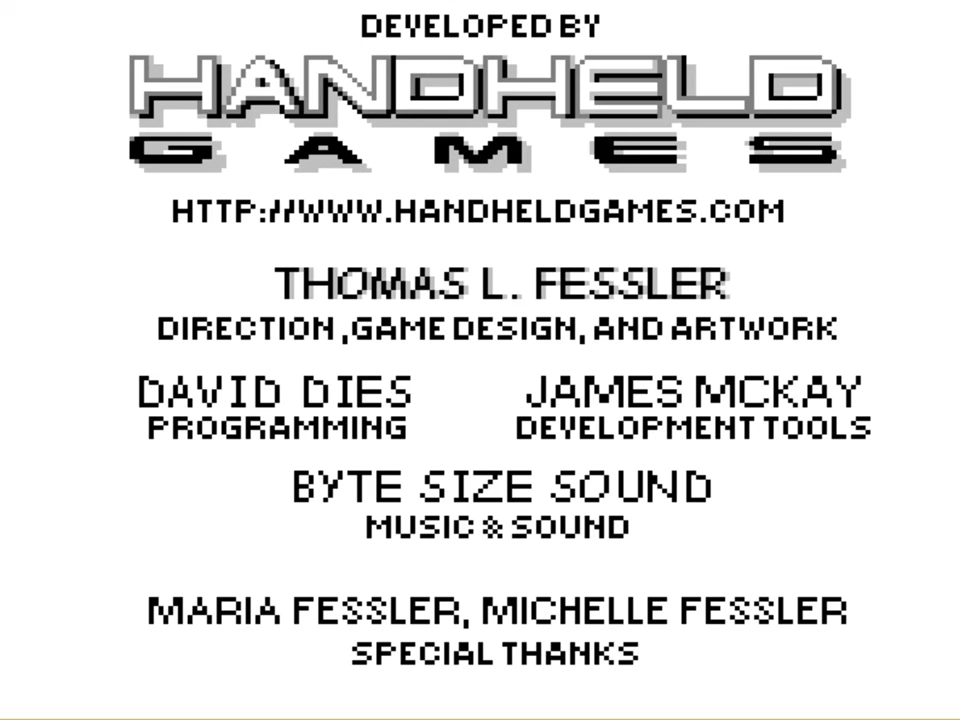 DEVELOPED BY
HANDHELD
GAMES
HTTP://WWW.HANDHELDGAMES.COM
THOMAS L. FESSLER
DIRECTION ,GAME DESIGN, AND ARTWORK
DAVID DIES JAMES MCKAY
PROGRAMMING DEVELOPMENT TOOLS
BYTE SIZE SOUND
MUSIC & SOUND
MARIA FESSLER, MICHELLE FESSLER
SPECIAL THANKS